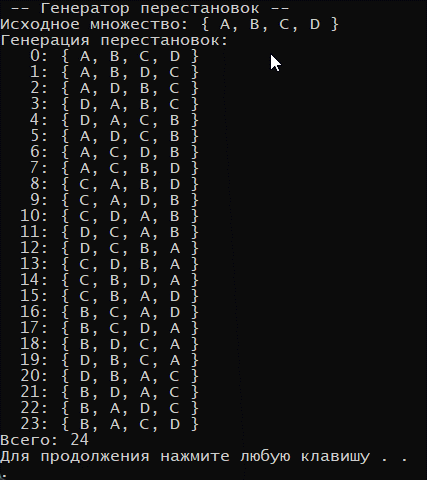 -- Генератор перестановок --
Исходное множество: { A, B, C, D }
Генерация перестановок:
0: { A, B, C, D }
1: { A, B, D, C }
2: { A, D, B, C }
3: { D, A, B, C }
4: { D, A, C, B }
5: { A, D, C, B }
6: { A, C, D, B }
7: { A, C, B, D }
8: { C, A, B, D }
9: { C, A, D, B }
10: { C, D, A, B }
11: { D, C, A, B }
12: { D, C, B, A }
13: { C, D, B, A }
14: { C, B, D, A }
15: { C, B, A, D }
16: { B, C, A, D }
17: { B, C, D, A }
18: { B, D, C, A }
19: { D, B, C, A }
20: { D, B, A, C }
21: { B, D, A, C }
22: { B, A, D, C }
23: { B, A, C, D }
Всего: 24
Для продолжения нажмите любую клавишу . .
.